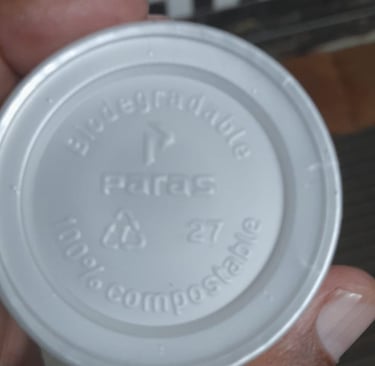 Biodegradable
Paras
27
100% compostable